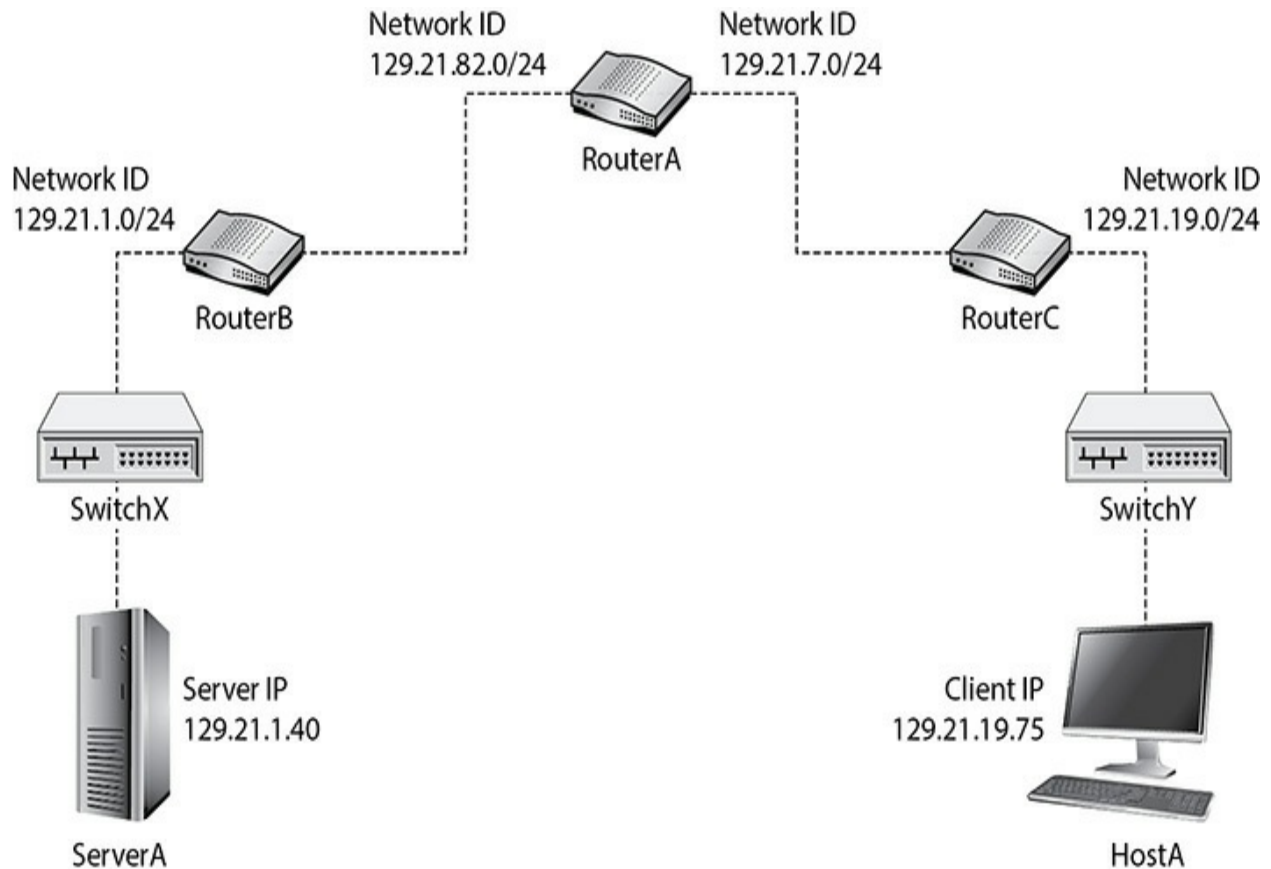 Network ID
129.21.82.0/24
Network ID
129.21.7.0/24
RouterA
Network ID
129.21.1.0/24
RouterB
Network ID
129.21.19.0/24
RouterC
SwitchX
SwitchY
Server IP
129.21.1.40
Client IP
129.21.19.75
ServerA
HostA